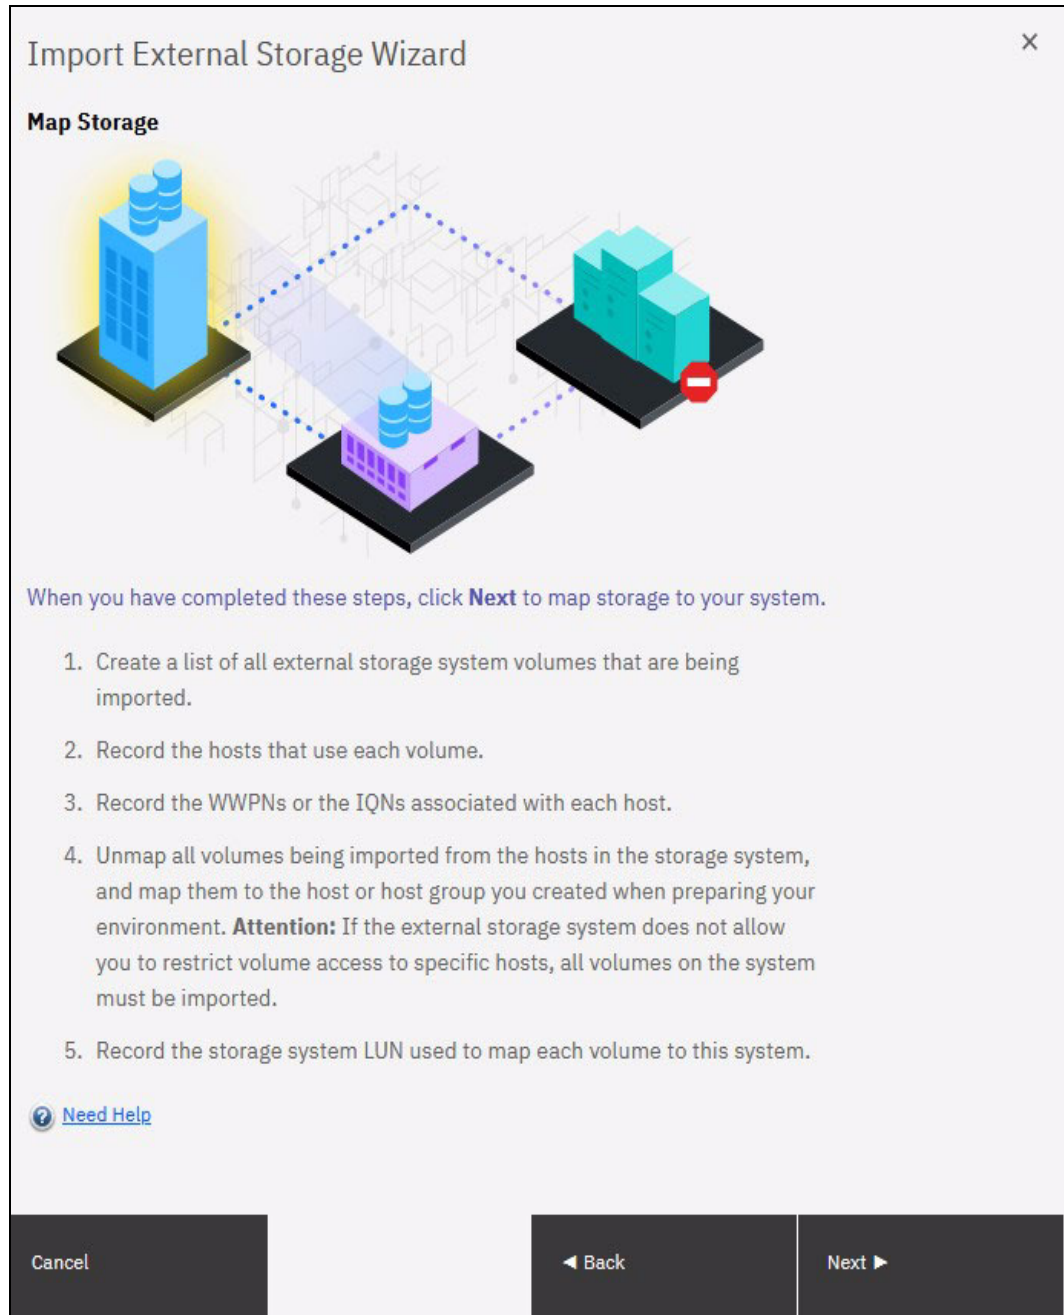 Import External Storage Wizard
Map Storage
When you have completed these steps, click Next to map storage to your system.
1. Create a list of all external storage system volumes that are being
imported.
2. Record the hosts that use each volume.
3. Record the WWPNs or the IQNs associated with each host.
4. Unmap all volumes being imported from the hosts in the storage system,
and map them to the host or host group you created when preparing your
environment. Attention: If the external storage system does not allow
you to restrict volume access to specific hosts, all volumes on the system
must be imported.
5. Record the storage system LUN used to map each volume to this system.
Need Help
Cancel
Back
Next